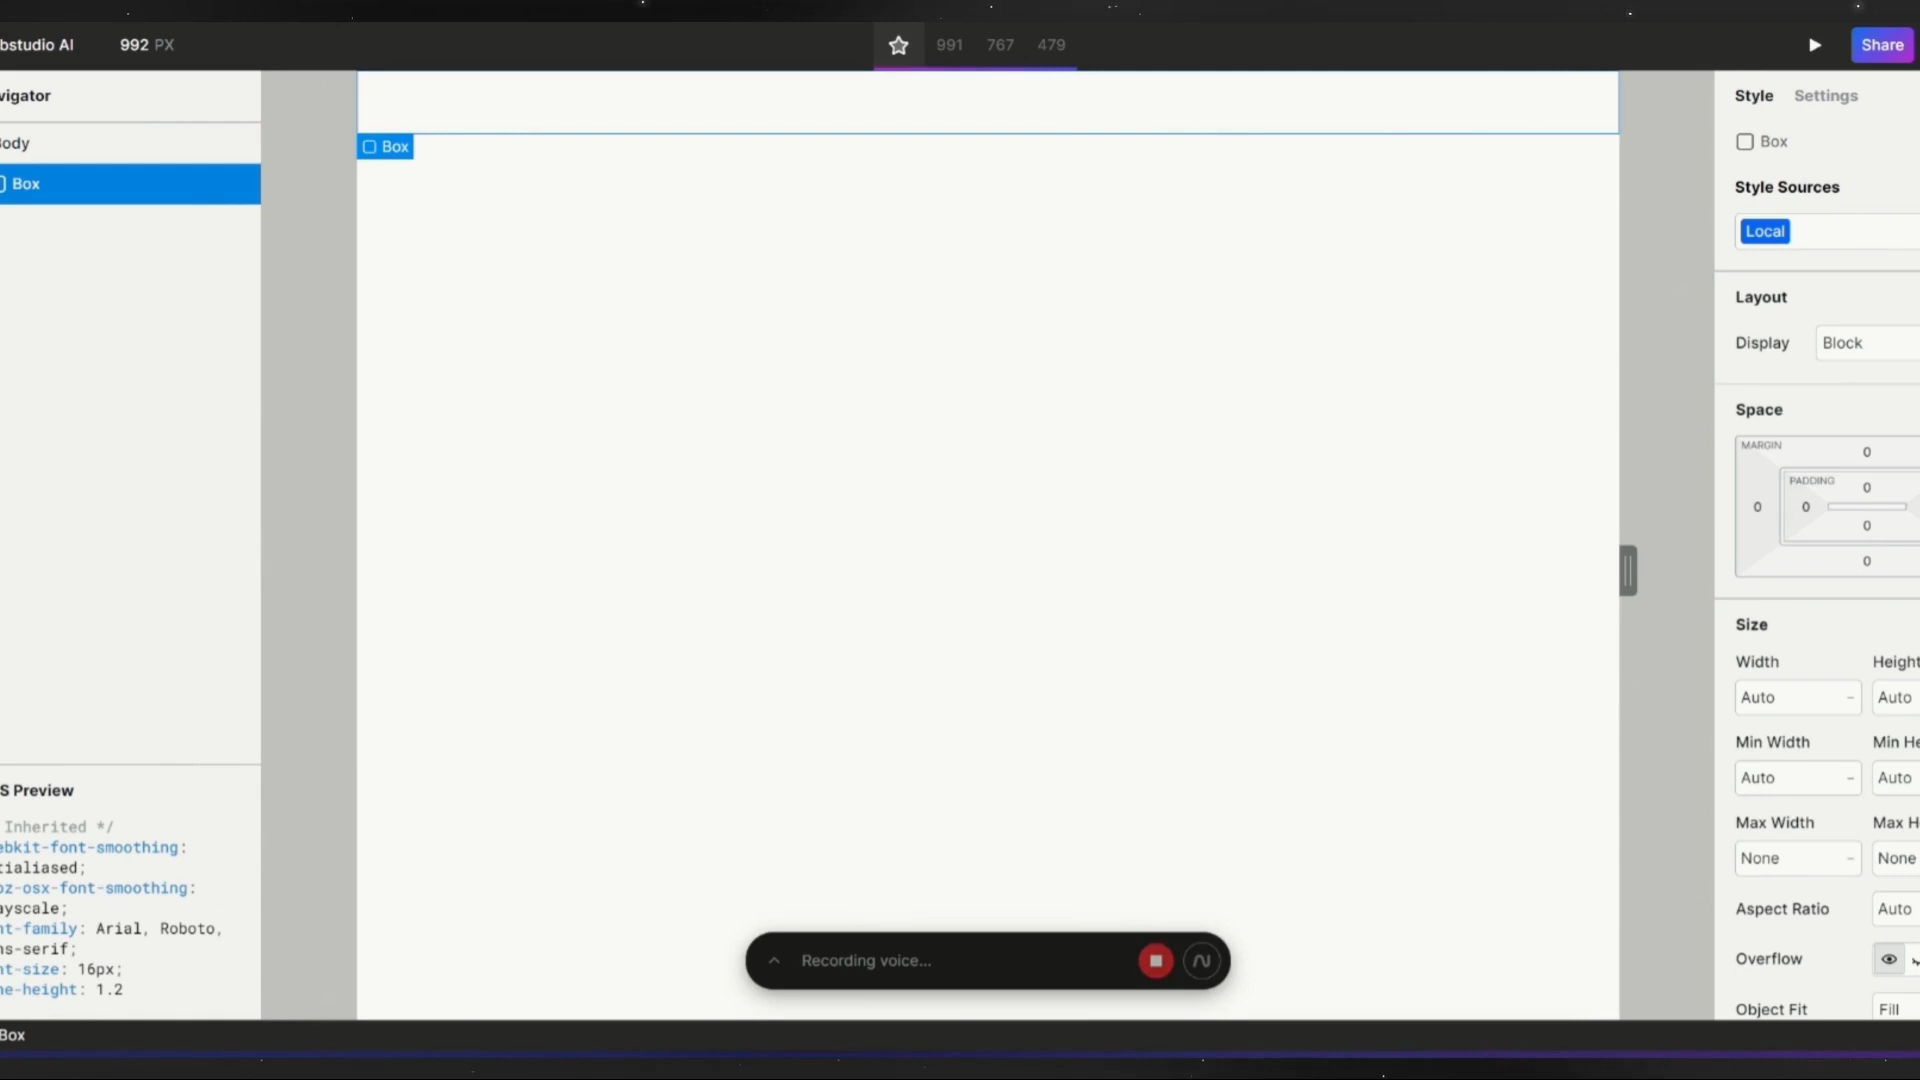 bstudio AI 992 PX 991 767 479 Share
vigator
Body
Box
S Preview
Inherited */
ebkit-font-smoothing:
tialiased;
oz-osx-font-smoothing:
ayscale;
nt-family: Arial, Roboto,
ns-serif;
nt-size: 16px;
ne-height: 1.2
Box
Box
Recording voice...
Style Settings
Box
Style Sources
Local
Layout
Display Block
Space
MARGIN
0
PADDING
0
0 0
0
0
Size
Width Height
Auto – Auto
Min Width Min He
Auto – Auto
Max Width Max H
None – None
Aspect Ratio Auto
Overflow
Object Fit Fill